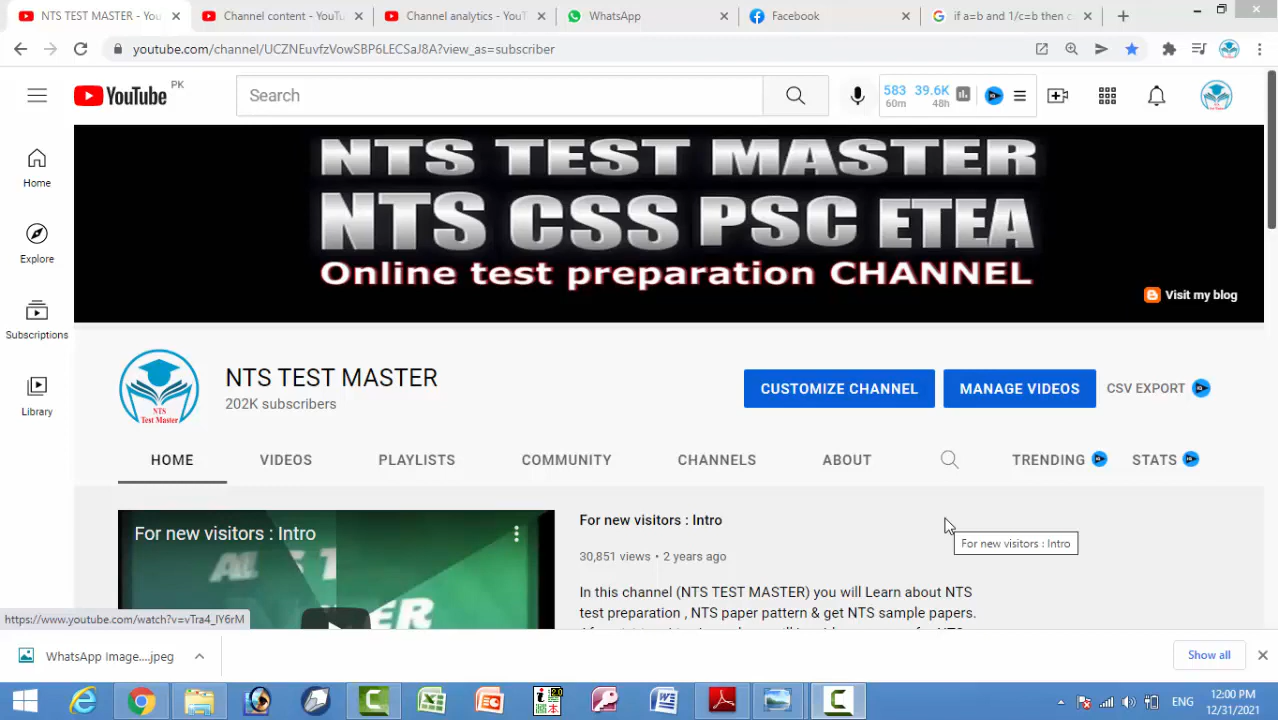 NTS TEST MASTER - You
Channel content - YouTu
Channel analytics - YouT
WhatsApp
Facebook
if a=b and 1/c=b then c
youtube.com/channel/UCZNEuvfzVowSBP6LECSaJ8A?view_as=subscriber
YouTube PK
Search
583 39.6K
60m 48h
NTS TEST MASTER
NTS CSS PSC ETEA
Online test preparation CHANNEL
Visit my blog
Home
Explore
Subscriptions
Library
NTS
Test Master
NTS TEST MASTER
202K subscribers
CUSTOMIZE CHANNEL
MANAGE VIDEOS
CSV EXPORT
HOME VIDEOS PLAYLISTS COMMUNITY CHANNELS ABOUT TRENDING STATS
For new visitors : Intro
For new visitors : Intro
30,851 views • 2 years ago
For new visitors : Intro
In this channel (NTS TEST MASTER) you will Learn about NTS
test preparation , NTS paper pattern & get NTS sample papers.
https://www.youtube.com/watch?v=vTra4_IY6rM
WhatsApp Image....jpeg
Show all
ENG
12:00 PM
12/31/2021